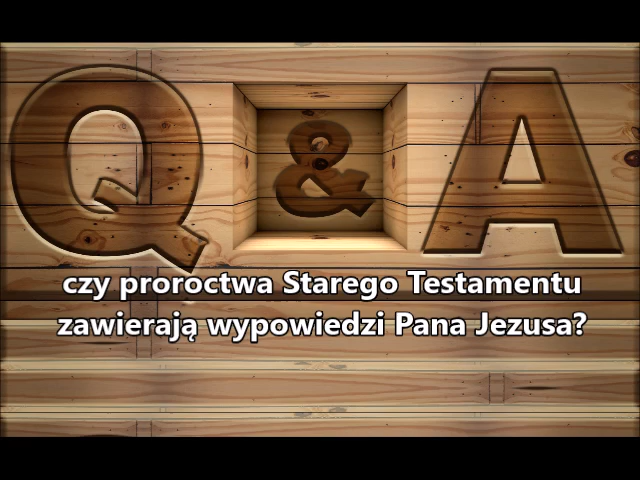 Q & A
czy proroctwa Starego Testamentu
zawierają wypowiedzi Pana Jezusa?